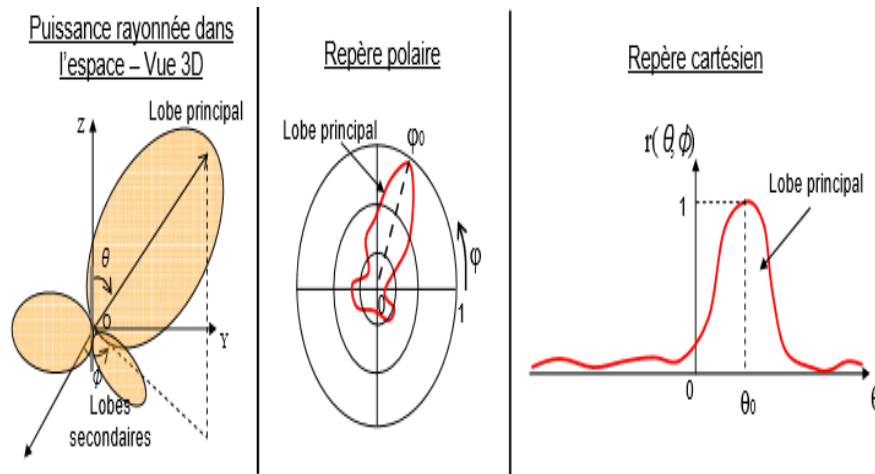 Puissance rayonnée dans
l'espace – Vue 3D
Lobe principal
Z
θ
O
Y
ϕ
Lobes
secondaires
Repère polaire
Lobe principal
φ₀
φ
0
1
Repère cartésien
r(θ,ϕ)
Lobe principal
1
0
θ₀
θ